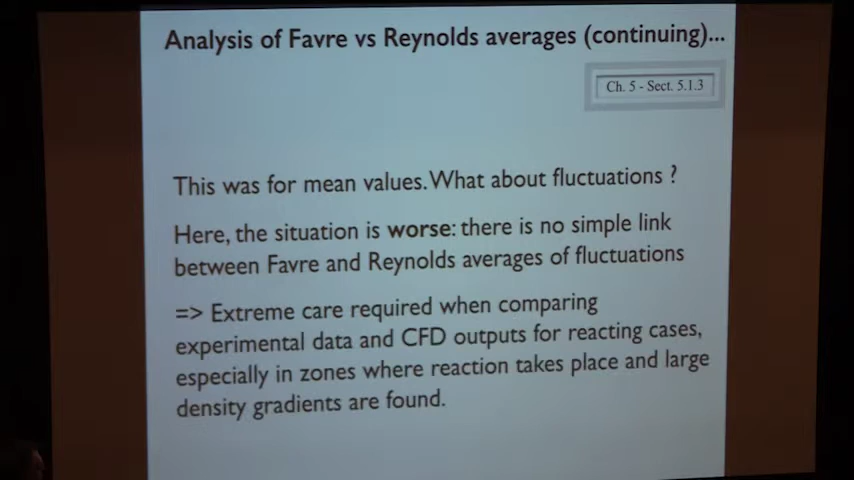 Analysis of Favre vs Reynolds averages (continuing)...
Ch. 5 - Sect. 5.1.3
This was for mean values. What about fluctuations ?
Here, the situation is worse: there is no simple link
between Favre and Reynolds averages of fluctuations
=> Extreme care required when comparing
experimental data and CFD outputs for reacting cases,
especially in zones where reaction takes place and large
density gradients are found.